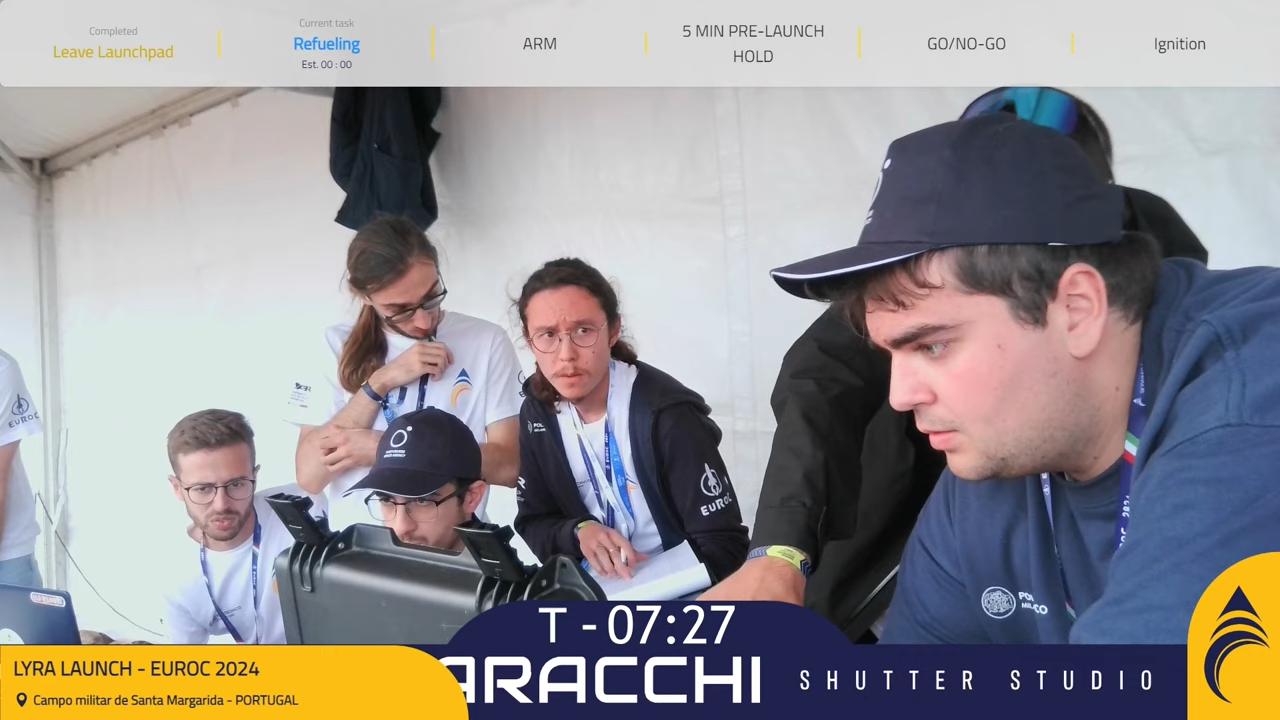 Completed
Leave Launchpad
Current task
Refueling
Est. 00 : 00
ARM
5 MIN PRE-LAUNCH
HOLD
GO/NO-GO
Ignition
EUROC
EUROC
T - 07:27
ARACCHI
SHUTTER STUDIO
LYRA LAUNCH - EUROC 2024
Campo militar de Santa Margarida - PORTUGAL